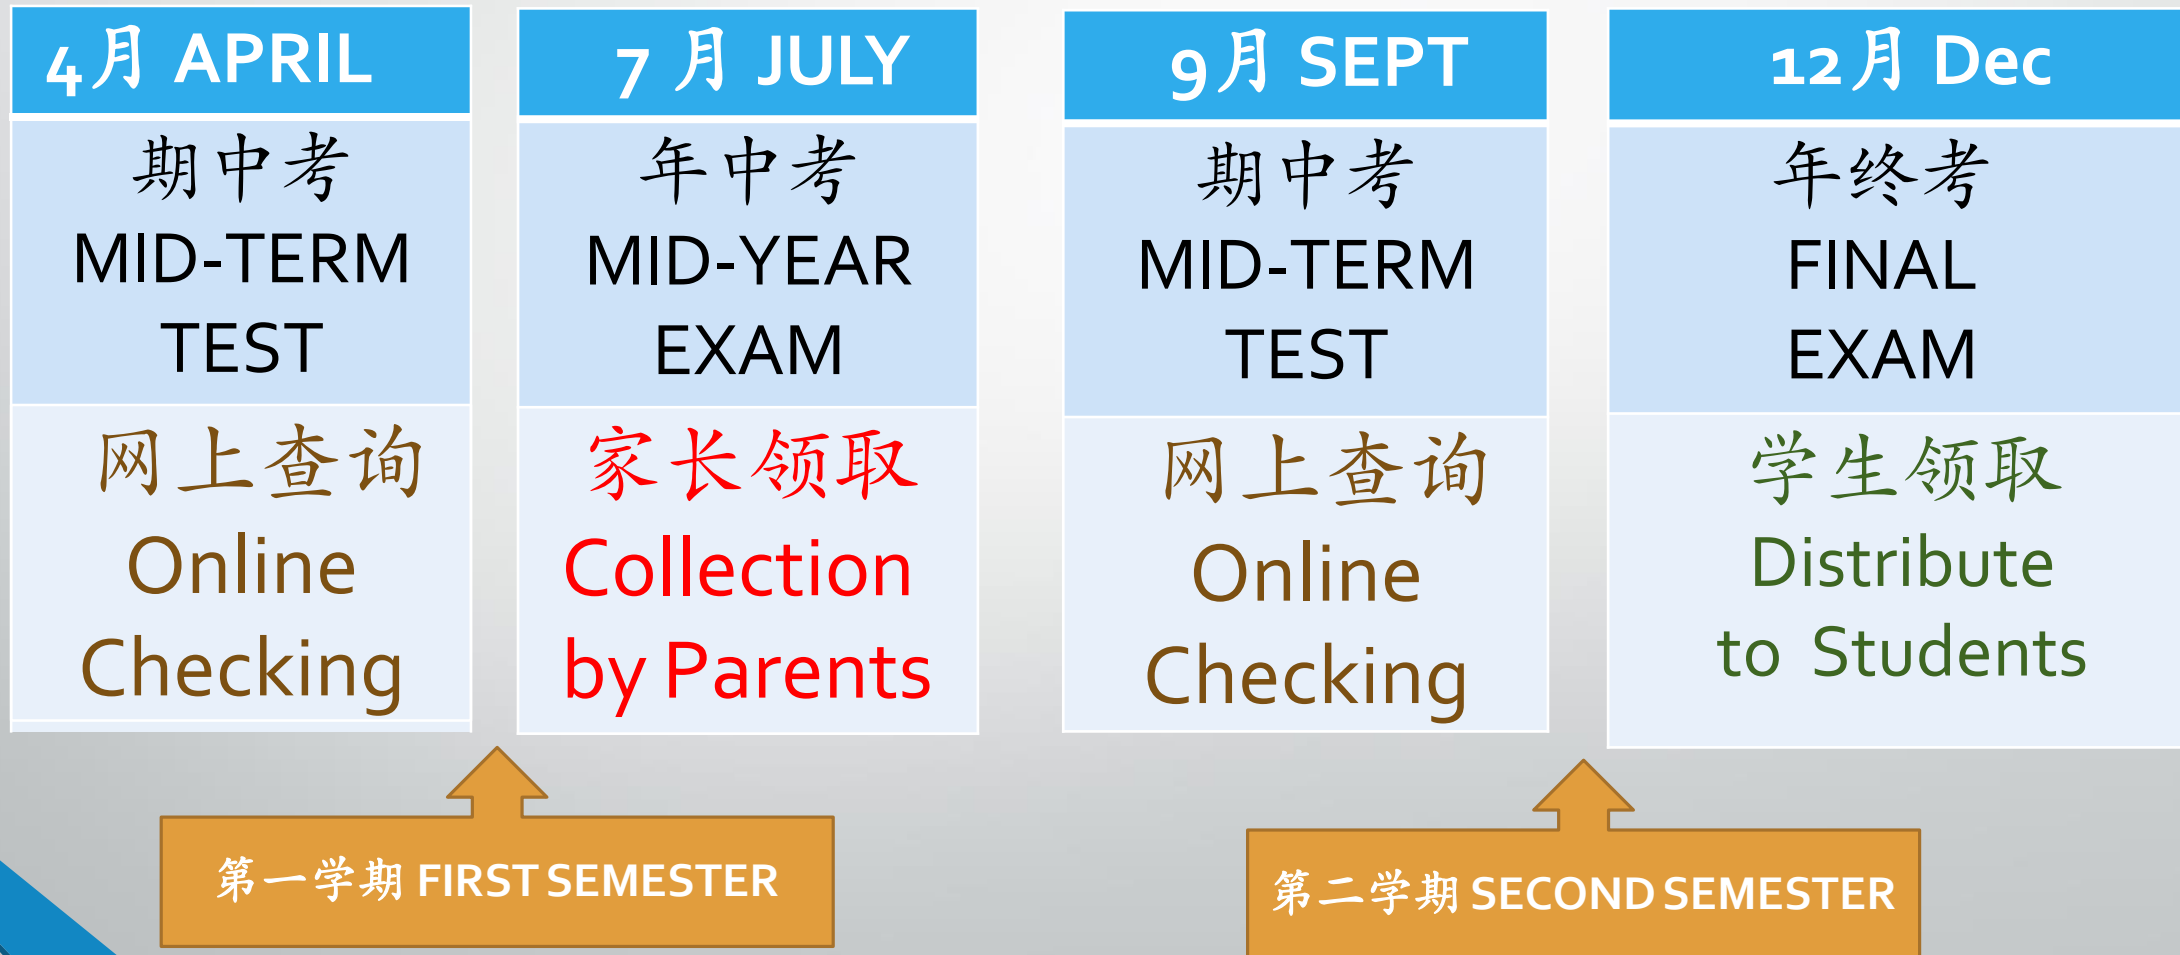 4月 APRIL
期中考
MID-TERM
TEST
网上查询
Online
Checking
7 月 JULY
年中考
MID-YEAR
EXAM
家长领取
Collection
by Parents
9月 SEPT
期中考
MID-TERM
TEST
网上查询
Online
Checking
12月 Dec
年终考
FINAL
EXAM
学生领取
Distribute
to Students
第一学期 FIRST SEMESTER
第二学期 SECOND SEMESTER